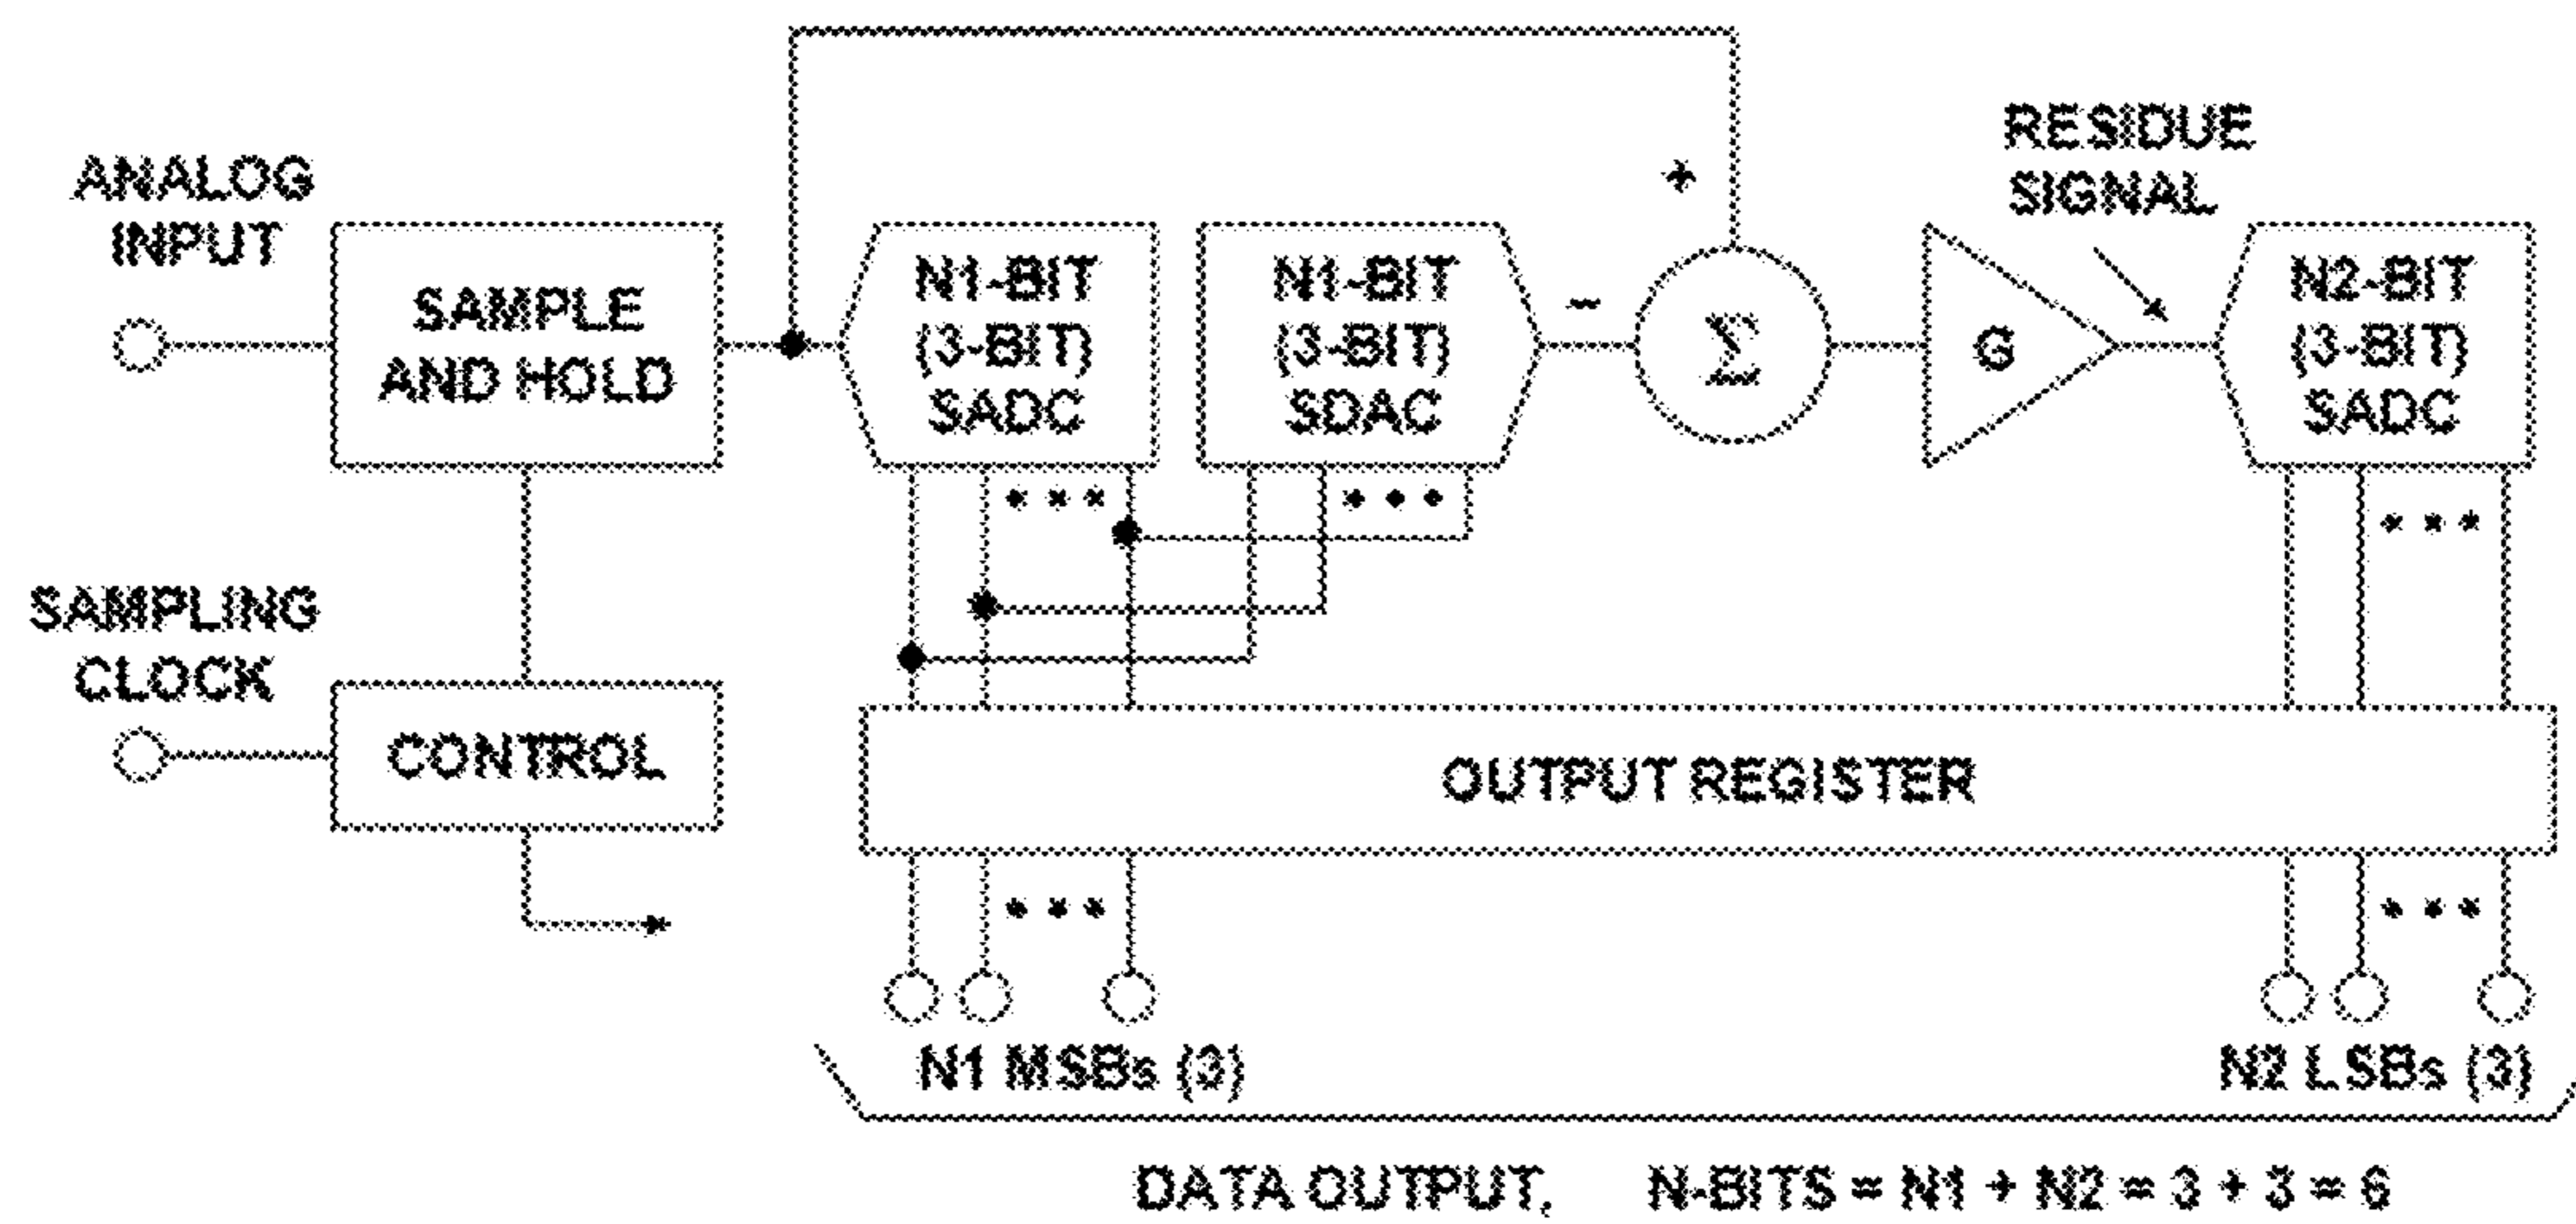 ANALOG
INPUT
SAMPLE
AND HOLD
SAMPLING
CLOCK
CONTROL
N1-BIT
(3-BIT)
SADC
N1-BIT
(3-BIT)
SDAC
+
–
Σ
G
RESIDUE
SIGNAL
N2-BIT
(3-BIT)
SADC
OUTPUT REGISTER
N1 MSBs (3)
N2 LSBs (3)
DATA OUTPUT, N-BITS = N1 + N2 = 3 + 3 = 6